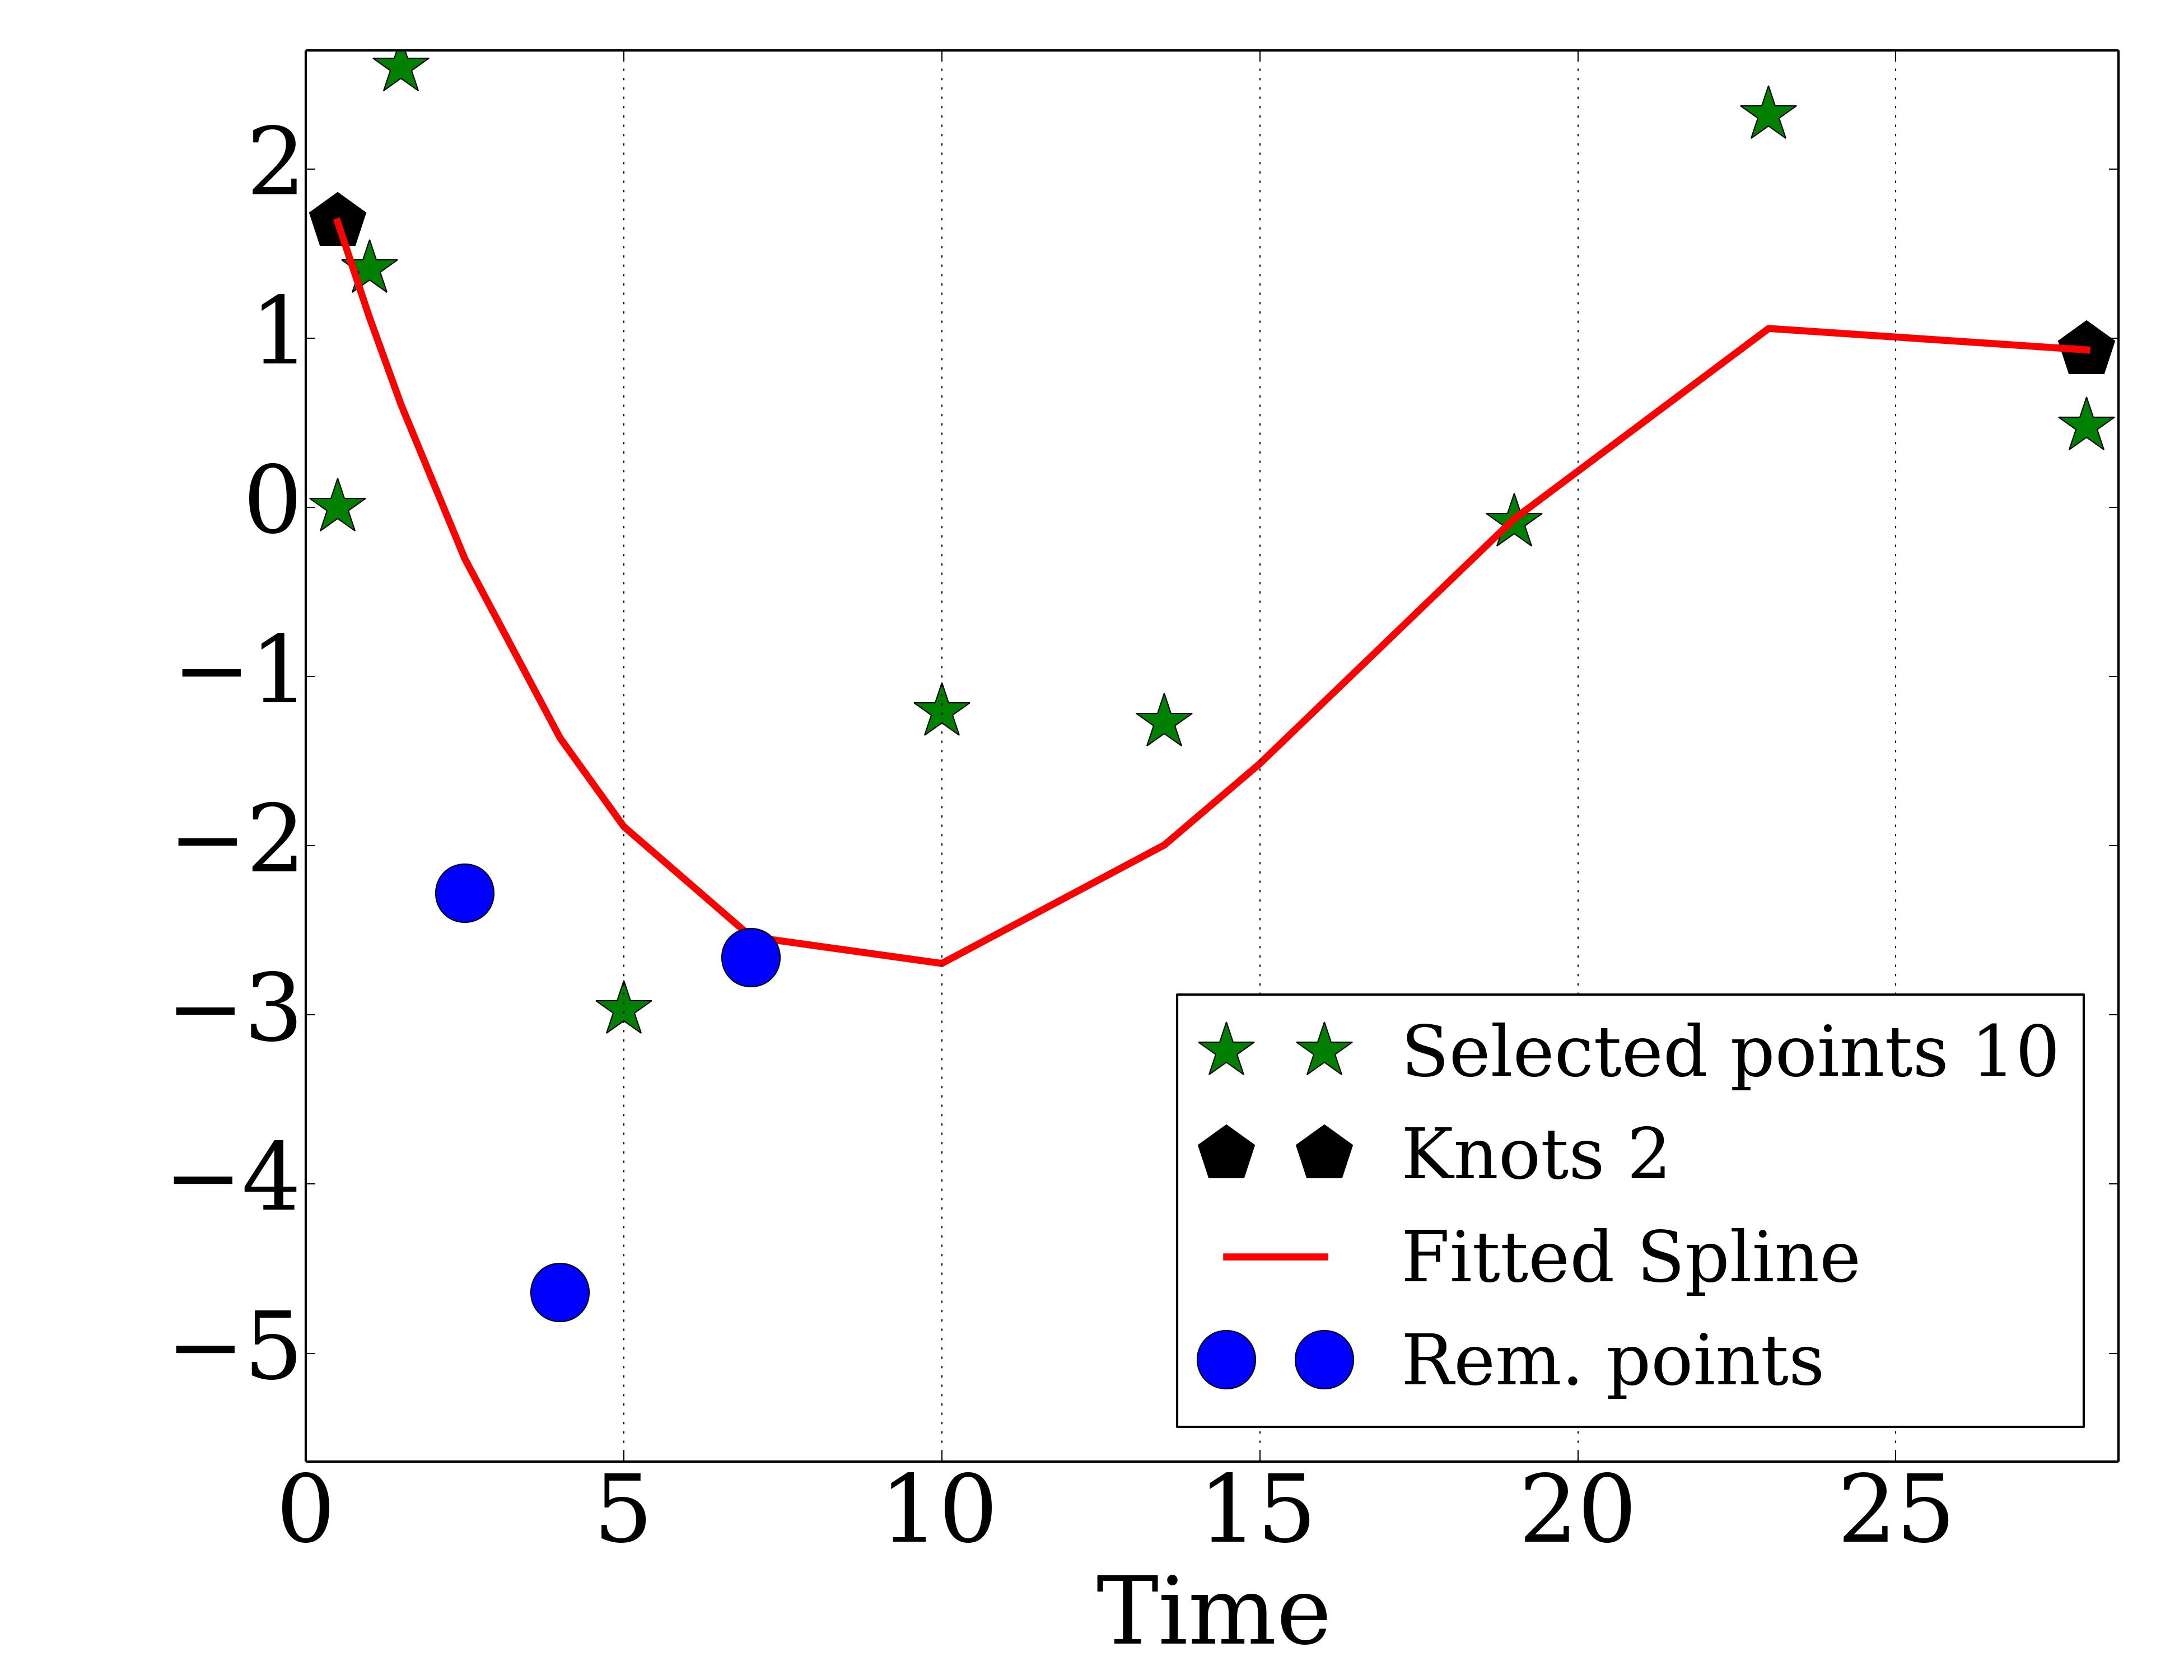 2
1
0
−1
−2
−3
−4
−5
Selected points 10
Knots 2
Fitted Spline
Rem. points
0 5 10 15 20 25
Time